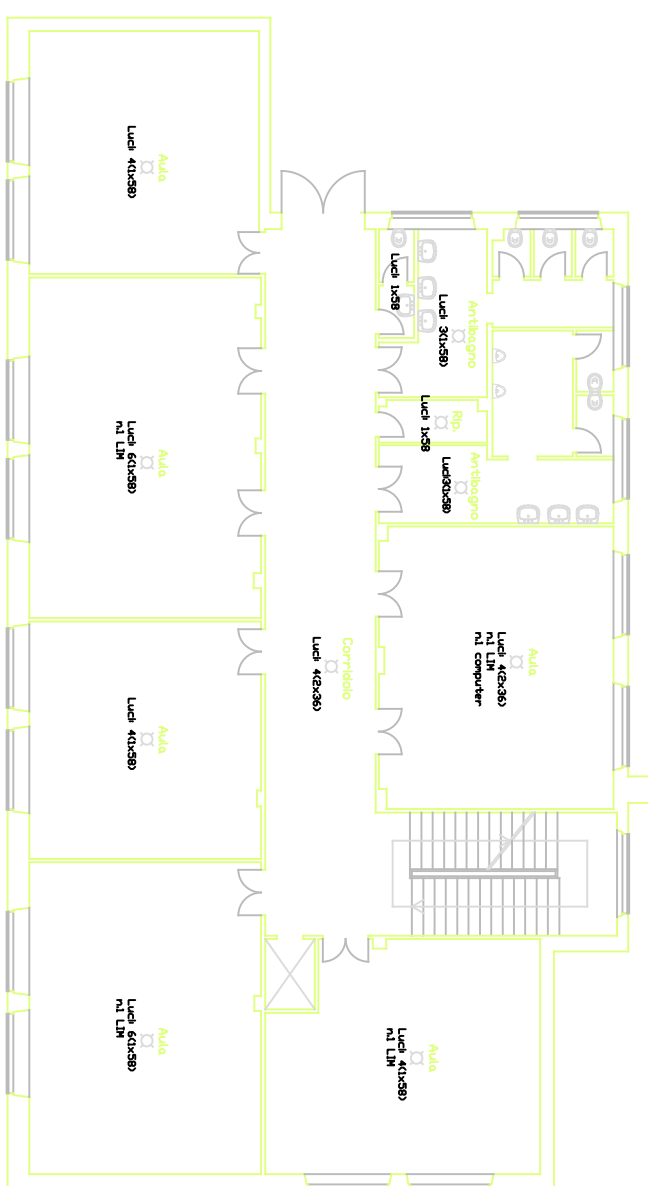 Aula
Luci: 4(1x58)
Luci: 1x58
Antibagno
Luci: 3(1x58)
Rip.
Luci: 1x58
Aula
Luci: 6(1x58)
n.1 LIM
Antibagno
Luci:3(1x58)
Corridoio
Luci: 4(2x36)
Aula
Luci: 4(2x36)
n.1 LIM
n.1 computer
Aula
Luci: 4(1x58)
Aula
Luci: 6(1x58)
n.1 LIM
Aula
Luci: 4(1x58)
n.1 LIM